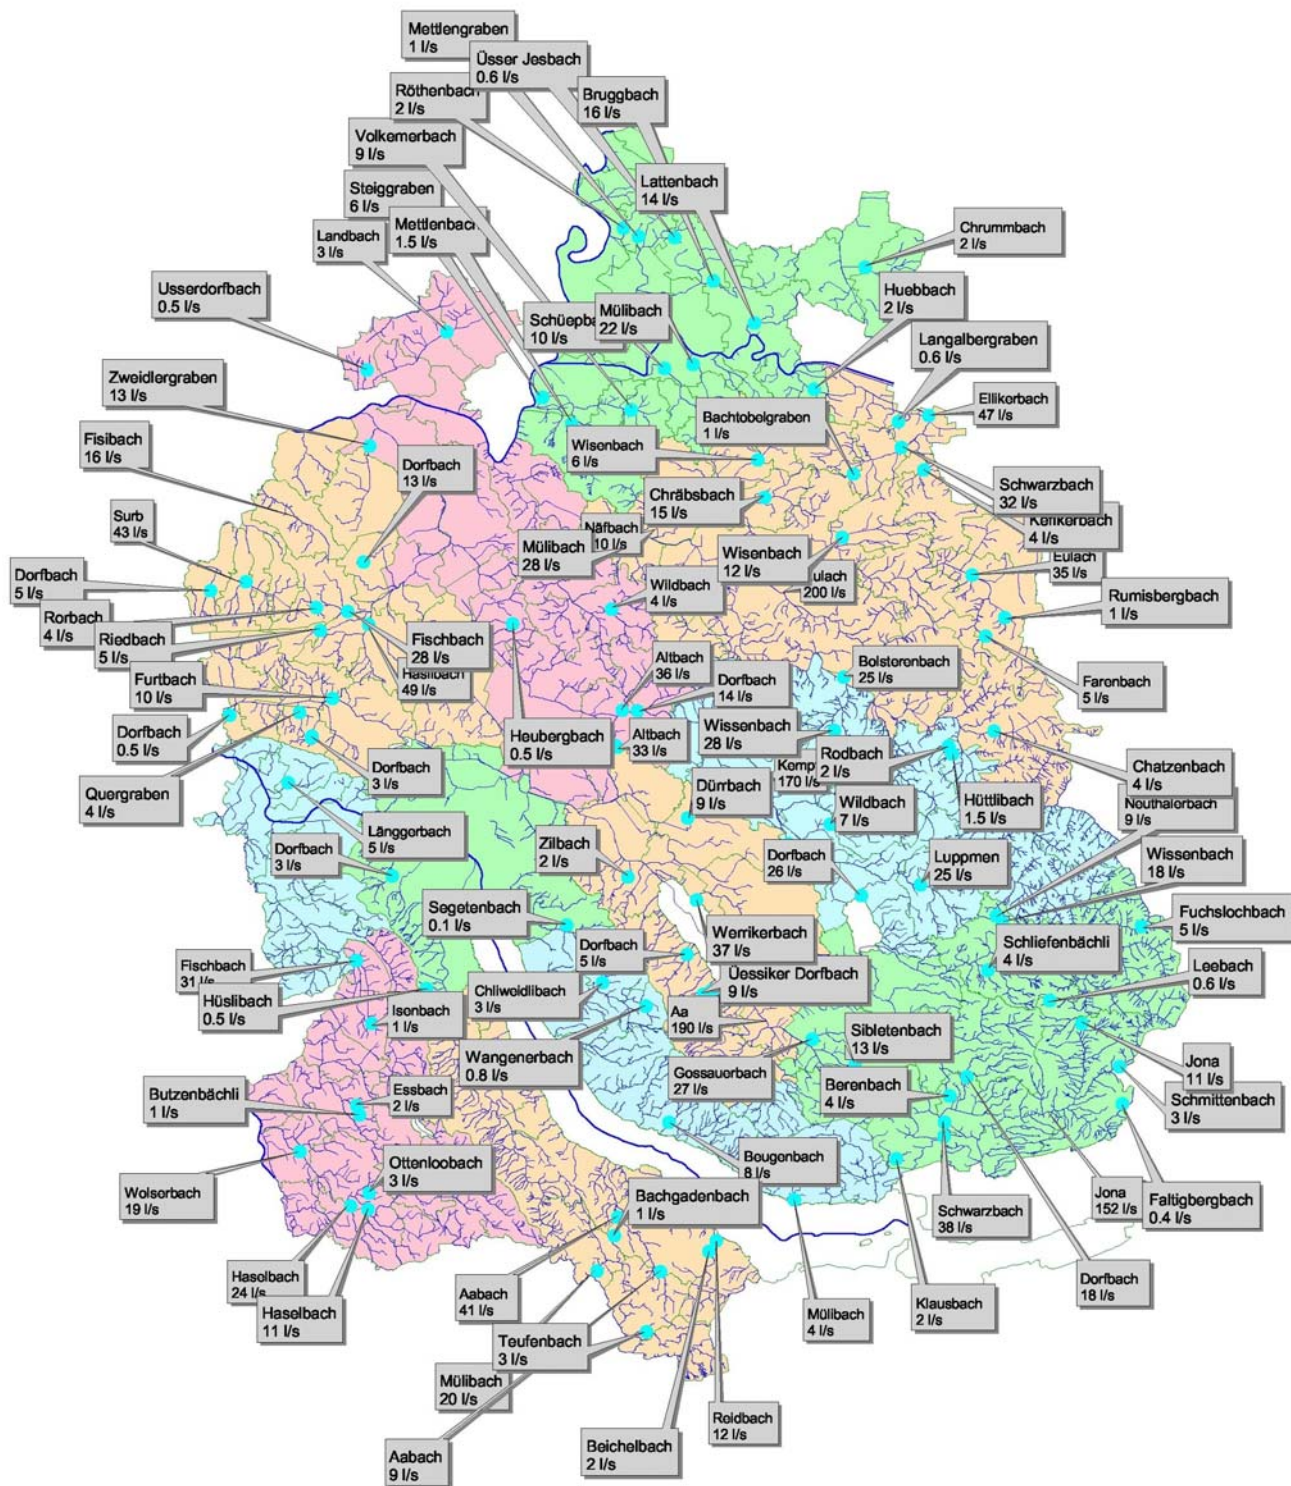 Mettlengraben
1 l/s
Üsser Jesbach
0.6 l/s
Röthenbach
2 l/s
Bruggbach
16 l/s
Volkemerbach
9 l/s
Lattenbach
14 l/s
Steiggraben
6 l/s
Mettlenbach
1.5 l/s
Landbach
3 l/s
Chrummbach
2 l/s
Usserdorfbach
0.5 l/s
Huebbach
2 l/s
Mülibach
22 l/s
10 l/s
Langalbergraben
0.6 l/s
Zweidlergraben
13 l/s
Ellikerbach
47 l/s
Bachtobelgraben
1 l/s
Fisibach
16 l/s
Wisenbach
6 l/s
Dorfbach
13 l/s
Schwarzbach
32 l/s
Chräbsbach
15 l/s
Surb
43 l/s
4 l/s
Näfbach
10 l/s
Mülibach
28 l/s
Wisenbach
12 l/s
Eulach
35 l/s
Dorfbach
5 l/s
200 l/s
Wildbach
4 l/s
Rumisbergbach
1 l/s
Rorbach
4 l/s
Riedbach
5 l/s
Fischbach
28 l/s
49 l/s
Altbach
36 l/s
Bolsterenbach
25 l/s
Farenbach
5 l/s
Furtbach
10 l/s
Dorfbach
14 l/s
Dorfbach
0.5 l/s
Wissenbach
28 l/s
Heubergbach
0.5 l/s
Altbach
33 l/s
Rodbach
2 l/s
Chatzenbach
4 l/s
Dorfbach
3 l/s
170 l/s
Quergraben
4 l/s
Dürrbach
9 l/s
Hüttlibach
1.5 l/s
Neuthalerbach
9 l/s
Wildbach
7 l/s
Länggerbach
5 l/s
Dorfbach
3 l/s
Zilbach
2 l/s
Dorfbach
26 l/s
Luppmen
25 l/s
Wissenbach
18 l/s
Segetenbach
0.1 l/s
Werrikerbach
37 l/s
Fuchslochbach
5 l/s
Schliefenbächli
4 l/s
Dorfbach
5 l/s
Fischbach
31 l/s
Üessiker Dorfbach
9 l/s
Leebach
0.6 l/s
Hüslibach
0.5 l/s
Chliweidlibach
3 l/s
Aa
190 l/s
Isenbach
1 l/s
Sibletenbach
13 l/s
Wangenerbach
0.8 l/s
Jona
11 l/s
Gossauerbach
27 l/s
Butzenbächli
1 l/s
Essbach
2 l/s
Berenbach
4 l/s
Schmittenbach
3 l/s
Ottenloobach
3 l/s
Beugenbach
8 l/s
Wolserbach
19 l/s
Bachgadenbach
1 l/s
Jona
152 l/s
Faltigbergbach
0.4 l/s
Schwarzbach
38 l/s
Haselbach
24 l/s
Aabach
41 l/s
Dorfbach
18 l/s
Haselbach
11 l/s
Mülibach
4 l/s
Klausbach
2 l/s
Teufenbach
3 l/s
Mülibach
20 l/s
Reidbach
12 l/s
Aabach
9 l/s
Beichelbach
2 l/s